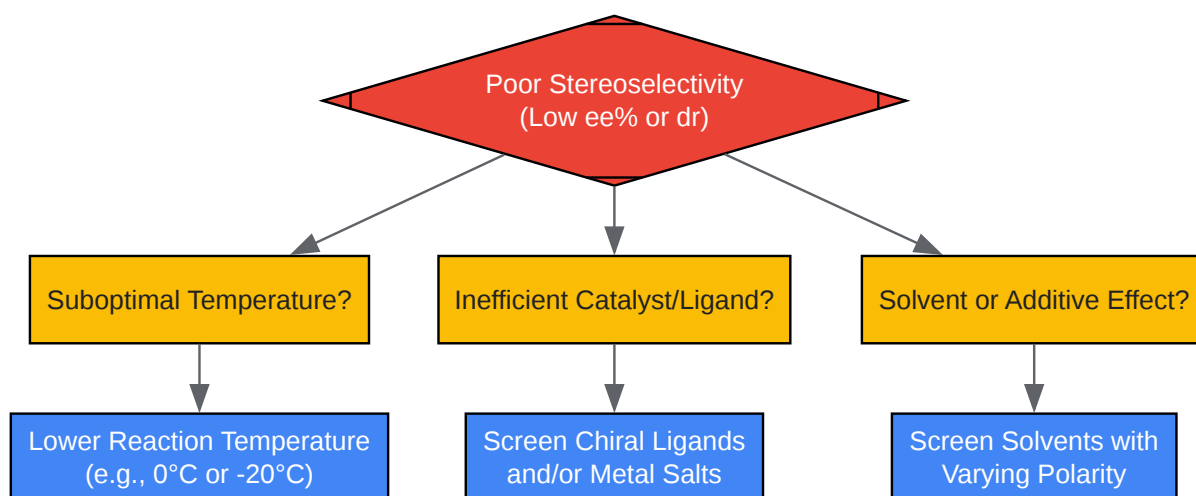 Poor Stereoselectivity
(Low ee% or dr)
Suboptimal Temperature?
Inefficient Catalyst/Ligand?
Solvent or Additive Effect?
Lower Reaction Temperature
(e.g., 0°C or -20°C)
Screen Chiral Ligands
and/or Metal Salts
Screen Solvents with
Varying Polarity